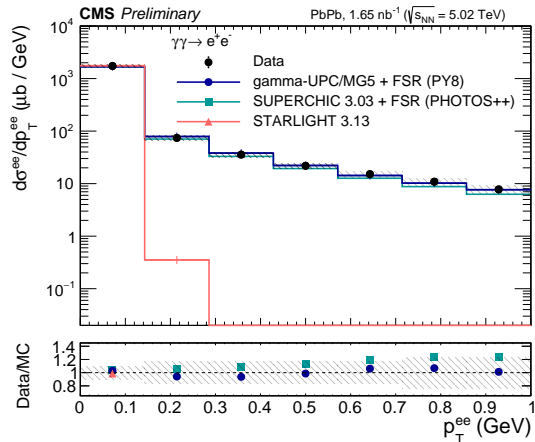 CMS Preliminary PbPb, 1.65 nb⁻¹ (√s_NN = 5.02 TeV)
γγ→ e⁺e⁻
Data
gamma-UPC/MG5 + FSR (PY8)
SUPERCHIC 3.03 + FSR (PHOTOS++)
STARLIGHT 3.13
dσ^ee/dp_T^ee (μb / GeV)
10⁴
10³
10²
10
1
10⁻¹
Data/MC
1.4
1.2
1
0.8
0 0.1 0.2 0.3 0.4 0.5 0.6 0.7 0.8 0.9 1
p_T^ee (GeV)